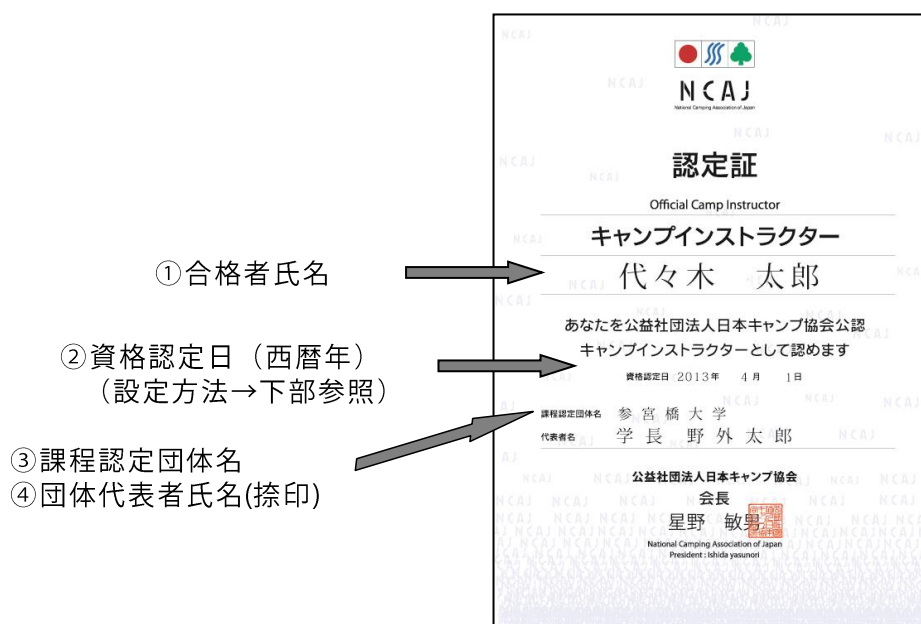 NCAJ
National Camping Association of Japan
認定証
Official Camp Instructor
キャンプインストラクター
①合格者氏名
代々木 太郎
あなたを公益社団法人日本キャンプ協会公認
キャンプインストラクターとして認めます
②資格認定日（西暦年）
（設定方法→下部参照）
資格認定日 2013年 4月 1日
課程認定団体名 参宮橋大学
代表者名 学長 野外太郎
③課程認定団体名
④団体代表者氏名(捺印)
公益社団法人日本キャンプ協会
会長
星野 敏男
National Camping Association of Japan
President : Ishida yasunori